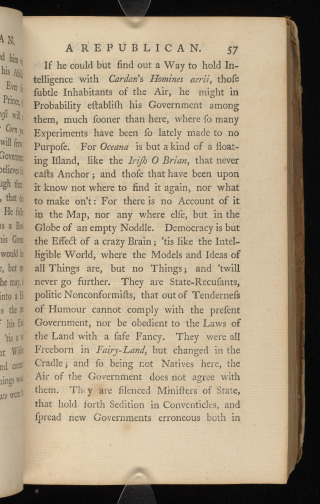 A REPUBLICAN. 57
If he could but find out a Way to hold In-
telligence with Cardan's Homines aerii, thoſe
ſubtle Inhabitants of the Air, he might in
Probability eſtabliſh his Government among
them, much ſooner than here, where ſo many
Experiments have been ſo lately made to no
Purpoſe. For Oceana is but a kind of a float-
ing Iſland, like the Iriſh O Brian, that never
caſts Anchor; and thoſe that have been upon
it know not where to find it again, nor what
to make on't: For there is no Account of it
in the Map, nor any where elſe, but in the
Globe of an empty Noddle. Democracy is but
the Effect of a crazy Brain; 'tis like the Intel-
ligible World, where the Models and Ideas of
all Things are, but no Things; and 'twill
never go further. They are State-Recuſants,
politic Nonconformiſts, that out of Tenderneſs
of Humour cannot comply with the preſent
Government, nor be obedient to the Laws of
the Land with a ſafe Fancy. They were all
Freeborn in Fairy-Land, but changed in the
Cradle; and ſo being not Natives here, the
Air of the Government does not agree with
them. They are ſilenced Miniſters of State,
that hold forth Sedition in Conventicles, and
ſpread new Governments erroneous both in